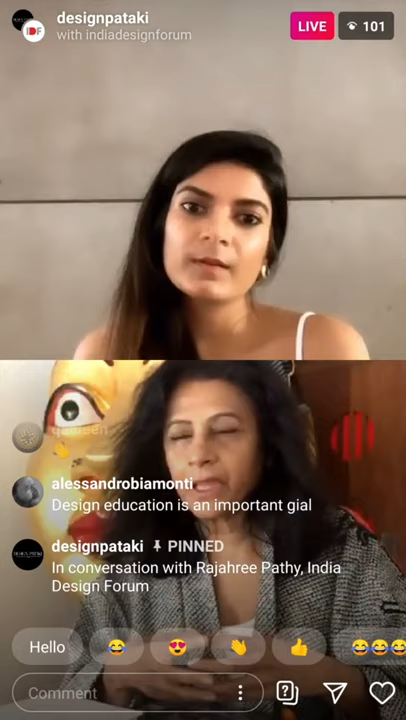 designpataki
with indiadesignforum
LIVE
101
IDF
alessandrobiamonti
Design education is an important gial
designpataki PINNED
In conversation with Rajahree Pathy, India
Design Forum
Hello
Comment